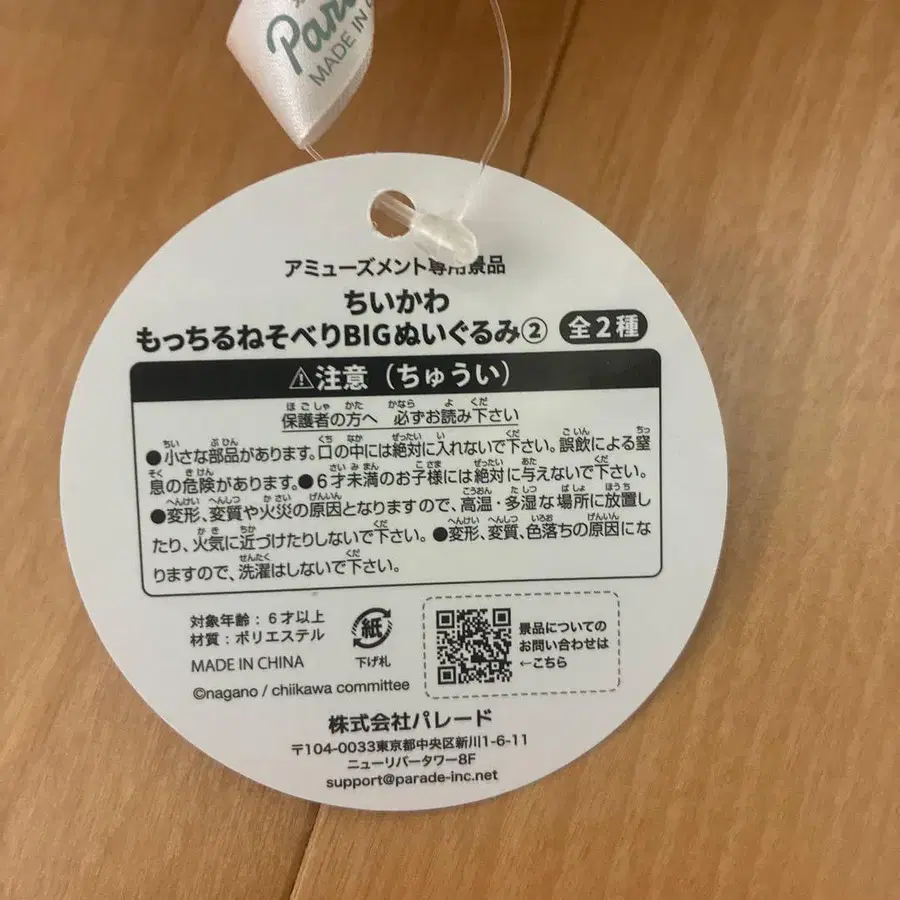 Para
MADE IN
アミューズメント専用景品
ちいかわ
もっちるねそべりBIGぬいぐるみ② 全2種
⚠注意（ちゅうい）
保護者の方へ 必ずお読み下さい
●小さな部品があります。口の中には絶対に入れないで下さい。誤飲による窒
息の危険があります。●6才未満のお子様には絶対に与えないで下さい。
●変形、変質や火災の原因となりますので、高温・多湿な場所に放置し
たり、火気に近づけたりしないで下さい。●変形、変質、色落ちの原因にな
りますので、洗濯はしないで下さい。
対象年齢：6才以上
材質：ポリエステル
MADE IN CHINA
©nagano / chiikawa committee
紙
下げ札
景品についての
お問い合わせは
←こちら
株式会社パレード
〒104-0033東京都中央区新川1-6-11
ニューリバータワー8F
support@parade-inc.net